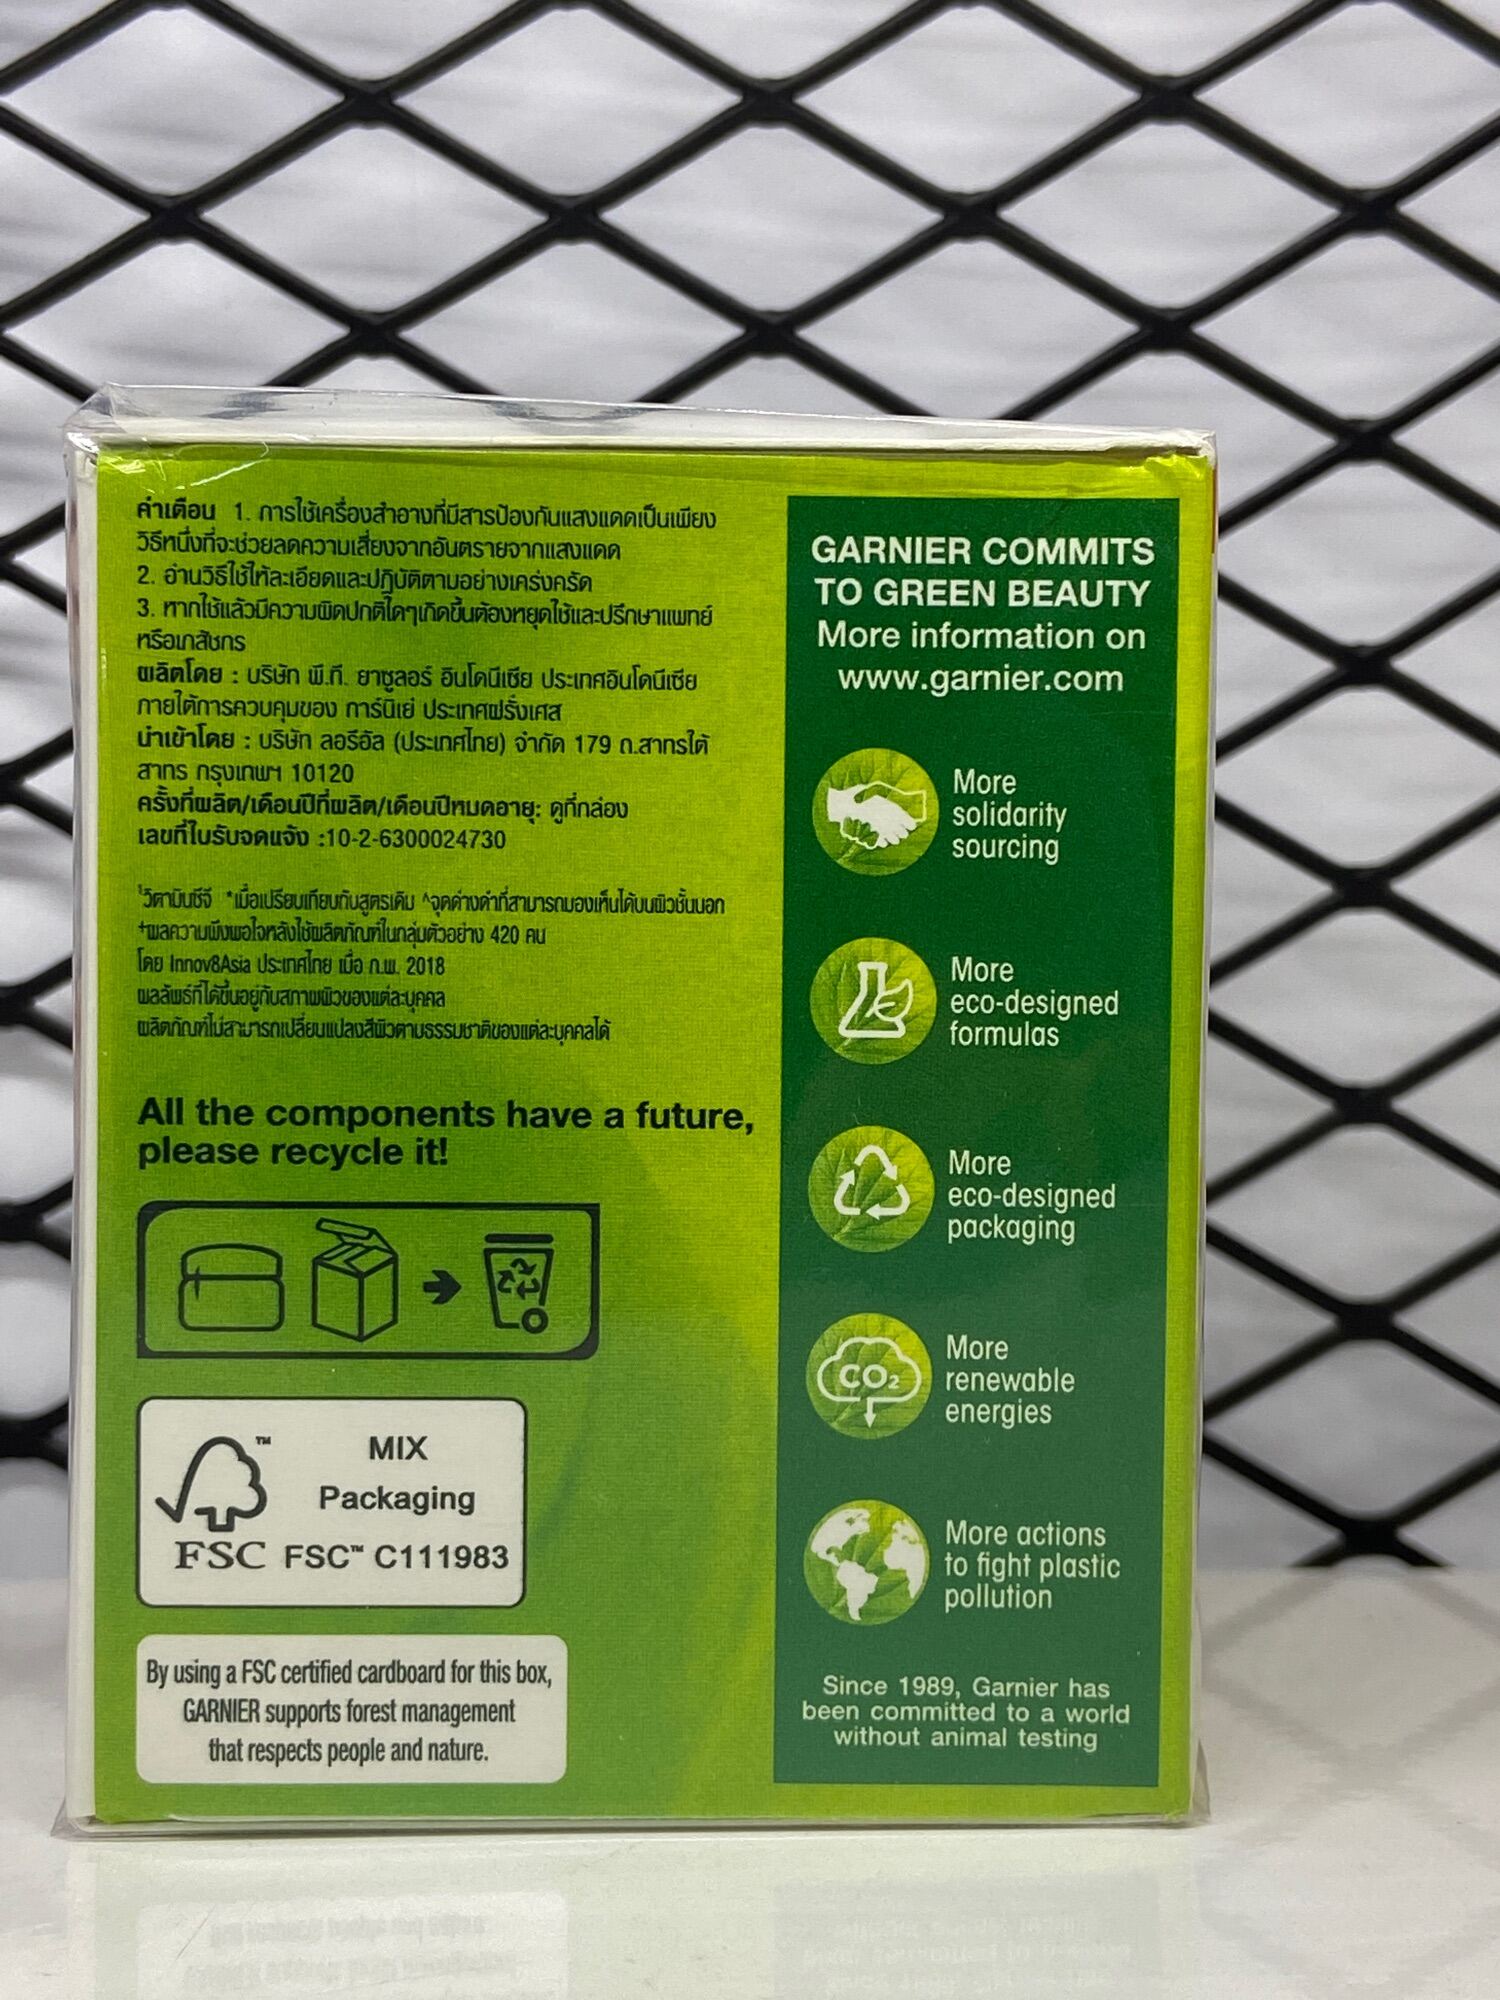 คำเตือน 1. การใช้เครื่องสำอางที่มีสารป้องกันแสงแดดเป็นเพียง
วิธีหนึ่งที่จะช่วยลดความเสี่ยงจากอันตรายจากแสงแดด
2. อ่านวิธีใช้ให้ละเอียดและปฏิบัติตามอย่างเคร่งครัด
3. หากใช้แล้วมีความผิดปกติใดๆเกิดขึ้นต้องหยุดใช้และปรึกษาแพทย์
หรือเภสัชกร
ผลิตโดย : บริษัท พี.ที. ยาซูลอร์ อินโดนีเซีย ประเทศอินโดนีเซีย
ภายใต้การควบคุมของ การ์นิเย่ ประเทศฝรั่งเศส
นำเข้าโดย : บริษัท ลอรีอัล (ประเทศไทย) จำกัด 179 ถ.สาทรใต้
สาทร กรุงเทพฯ 10120
ครั้งที่ผลิต/เดือนปีที่ผลิต/เดือนปีหมดอายุ: ดูที่กล่อง
เลขที่ใบรับจดแจ้ง :10-2-6300024730
¹วิตามินซีจี *เมื่อเปรียบเทียบกับสูตรเดิม ^จุดด่างดำที่สามารถมองเห็นได้บนผิวชั้นนอก
+ผลความพึงพอใจหลังใช้ผลิตภัณฑ์ในกลุ่มตัวอย่าง 420 คน
โดย Innov8Asia ประเทศไทย เมื่อ ก.พ. 2018
ผลลัพธ์ที่ได้ขึ้นอยู่กับสภาพผิวของแต่ละบุคคล
ผลิตภัณฑ์ไม่สามารถเปลี่ยนแปลงสีผิวตามธรรมชาติของแต่ละบุคคลได้
All the components have a future,
please recycle it!
MIX
Packaging
FSC FSC™ C111983
By using a FSC certified cardboard for this box,
GARNIER supports forest management
that respects people and nature.
GARNIER COMMITS
TO GREEN BEAUTY
More information on
www.garnier.com
More
solidarity
sourcing
More
eco-designed
formulas
More
eco-designed
packaging
CO₂
More
renewable
energies
More actions
to fight plastic
pollution
Since 1989, Garnier has
been committed to a world
without animal testing